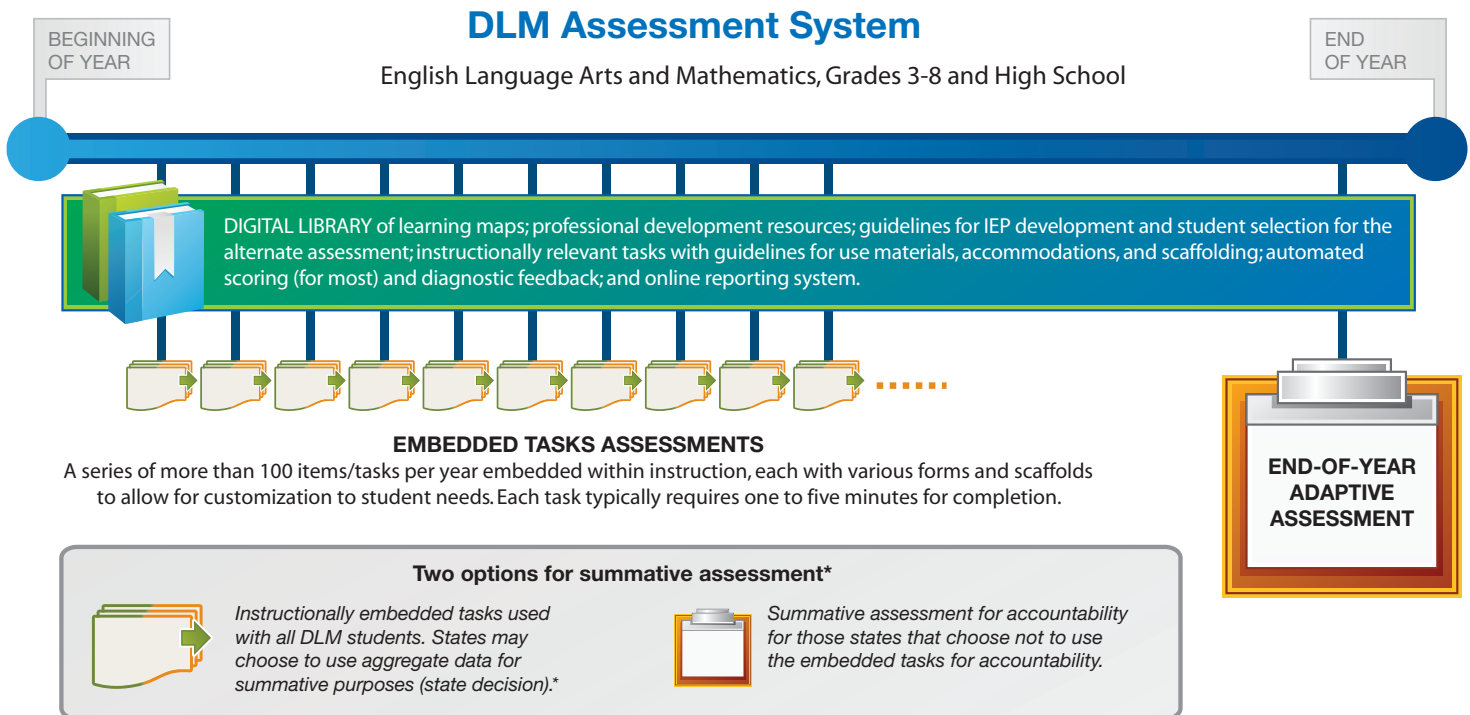 DLM Assessment System
BEGINNING
OF YEAR
English Language Arts and Mathematics, Grades 3-8 and High School
END
OF YEAR
DIGITAL LIBRARY of learning maps; professional development resources; guidelines for IEP development and student selection for the
alternate assessment; instructionally relevant tasks with guidelines for use materials, accommodations, and scaffolding; automated
scoring (for most) and diagnostic feedback; and online reporting system.
EMBEDDED TASKS ASSESSMENTS
A series of more than 100 items/tasks per year embedded within instruction, each with various forms and scaffolds
to allow for customization to student needs. Each task typically requires one to five minutes for completion.
END-OF-YEAR
ADAPTIVE
ASSESSMENT
Two options for summative assessment*
Instructionally embedded tasks used
with all DLM students. States may
choose to use aggregate data for
summative purposes (state decision).*
Summative assessment for accountability
for those states that choose not to use
the embedded tasks for accountability.